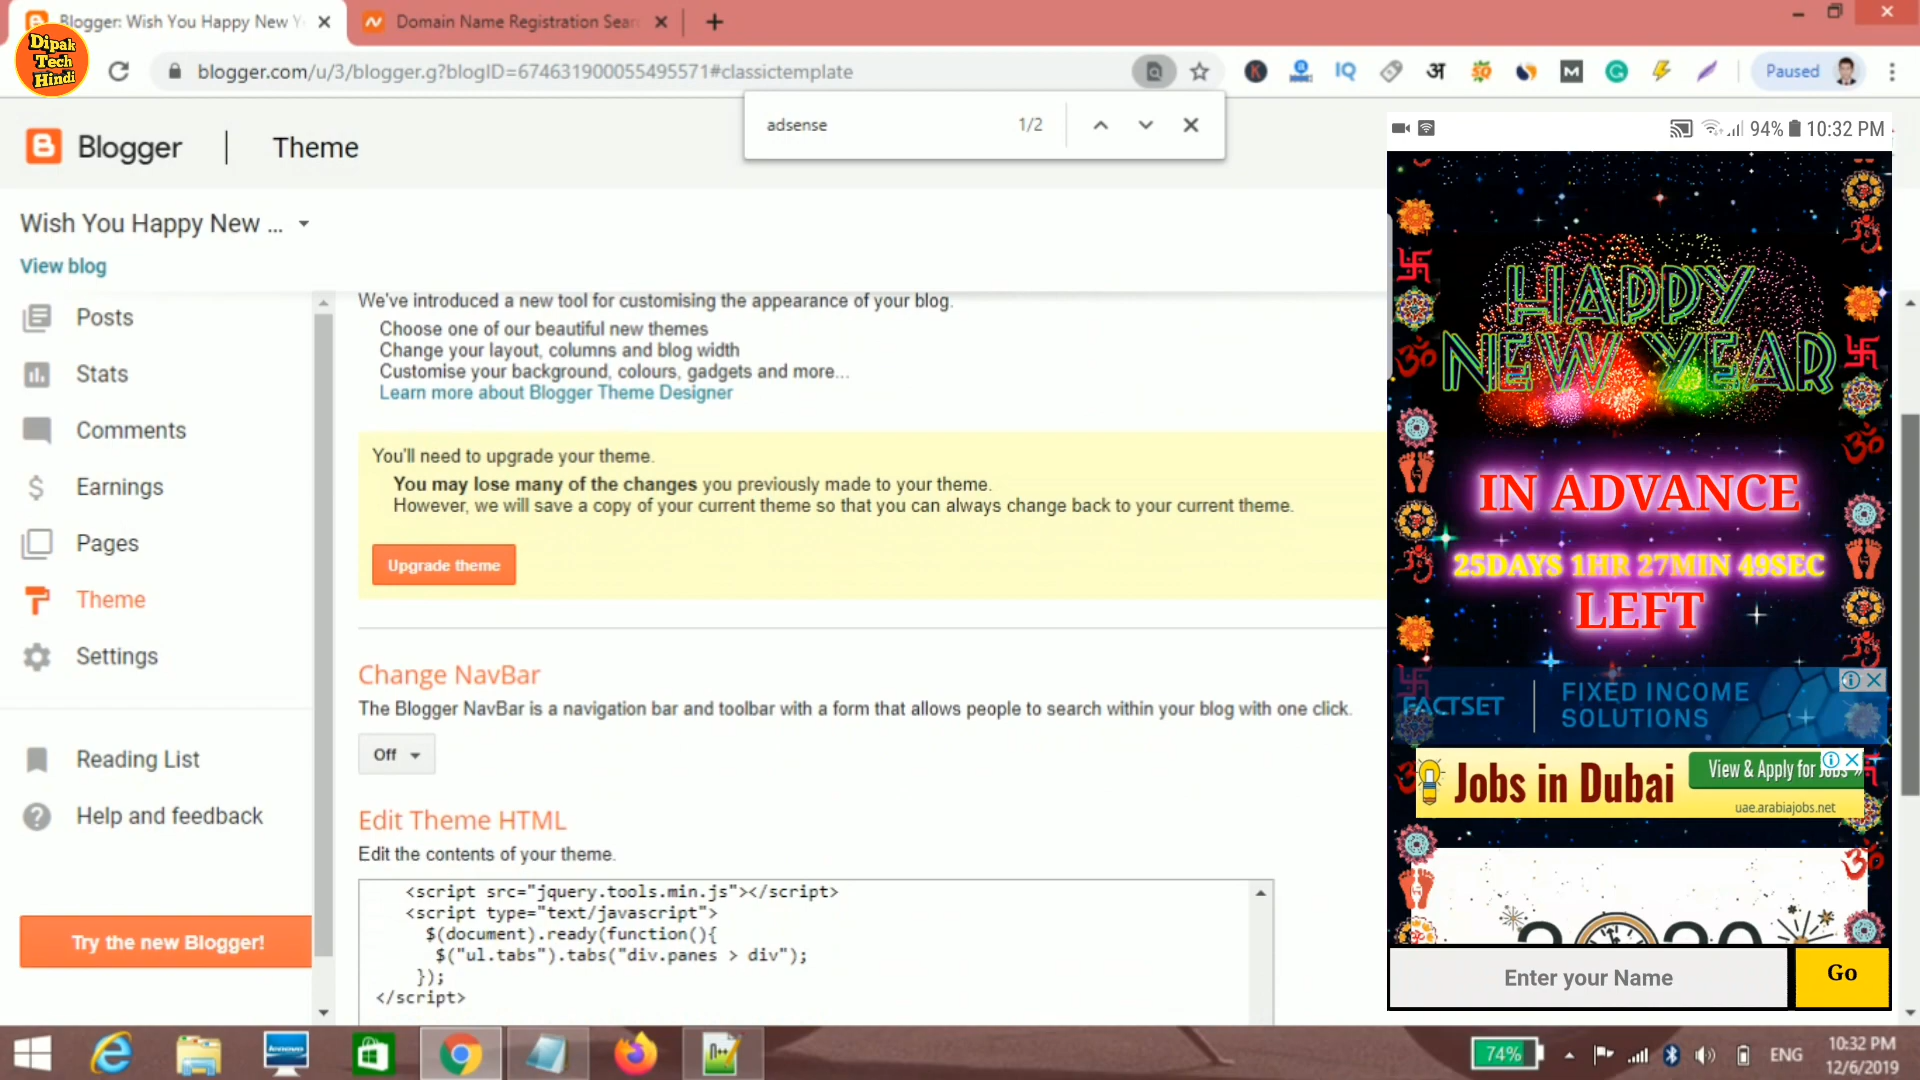 Blogger: Wish You Happy New Y
Domain Name Registration Sear
Dipak
Tech
Hindi
blogger.com/u/3/blogger.g?blogID=674631900055495571#classictemplate
Paused
adsense 1/2
Blogger | Theme
Wish You Happy New ...
View blog
Posts
Stats
Comments
Earnings
Pages
Theme
Settings
Reading List
Help and feedback
Try the new Blogger!
We've introduced a new tool for customising the appearance of your blog.
Choose one of our beautiful new themes
Change your layout, columns and blog width
Customise your background, colours, gadgets and more...
Learn more about Blogger Theme Designer
You'll need to upgrade your theme.
You may lose many of the changes you previously made to your theme.
However, we will save a copy of your current theme so that you can always change back to your current theme.
Upgrade theme
Change NavBar
The Blogger NavBar is a navigation bar and toolbar with a form that allows people to search within your blog with one click.
Off
Edit Theme HTML
Edit the contents of your theme.
<script src="jquery.tools.min.js"></script>
<script type="text/javascript">
$(document).ready(function(){
$("ul.tabs").tabs("div.panes > div");
});
</script>
94% 10:32 PM
HAPPY
NEW YEAR
IN ADVANCE
25DAYS 1HR 27MIN 49SEC
LEFT
FACTSET
FIXED INCOME
SOLUTIONS
Jobs in Dubai
View & Apply for Jobs »
uae.arabiajobs.net
Enter your Name
Go
lenovo
74%
ENG
10:32 PM
12/6/2019